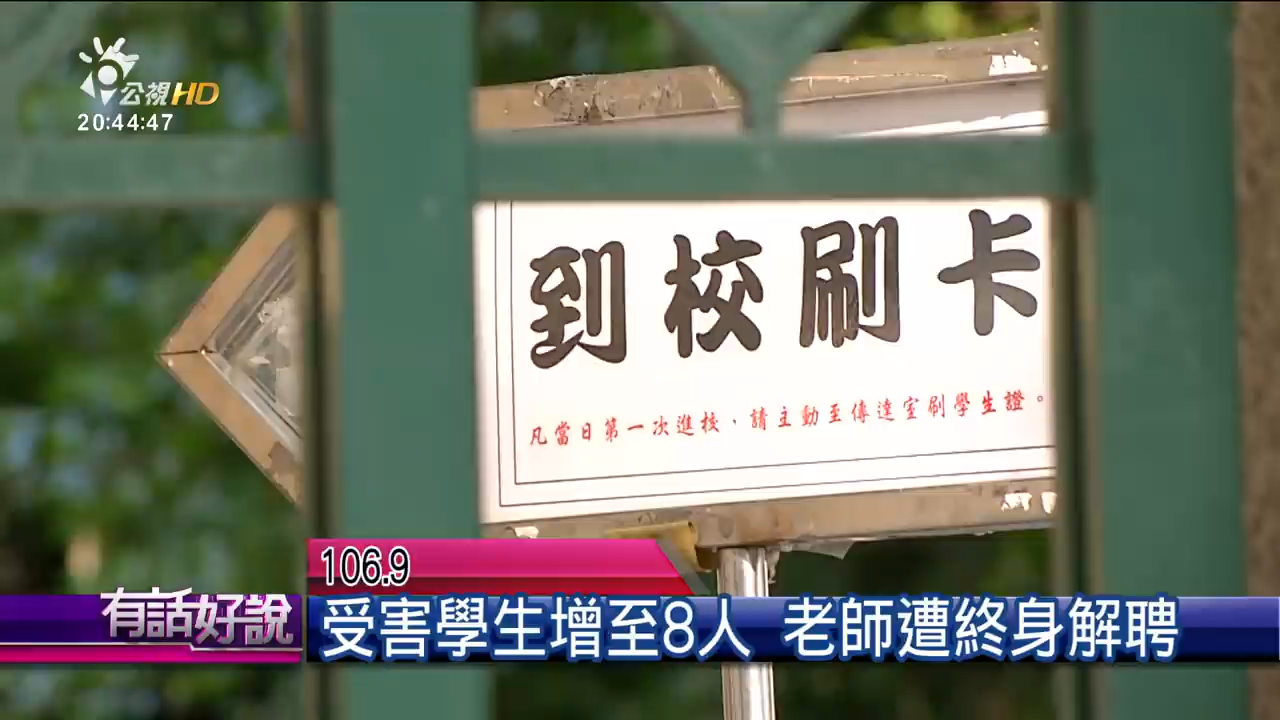 公視HD
20:44:47
到校刷卡
凡當日第一次進校,請主動至傳達室刷學生證。
106.9
有話好說
受害學生增至8人 老師遭終身解聘